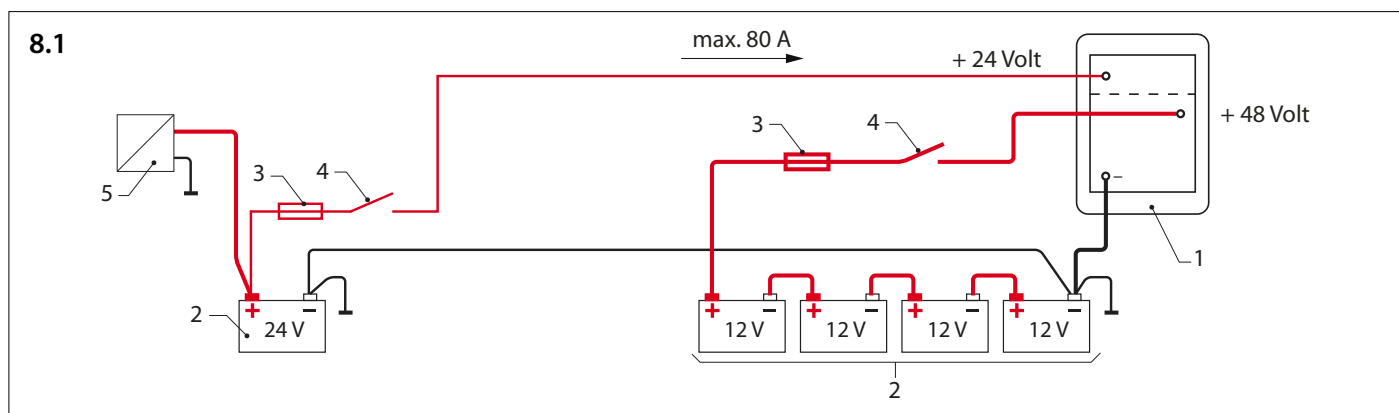 8.1
max. 80 A
+ 24 Volt
+ 48 Volt
3
4
5
3
4
–
1
2
+ –
24 V
+ –
12 V
+ –
12 V
+ –
12 V
+ –
12 V
2